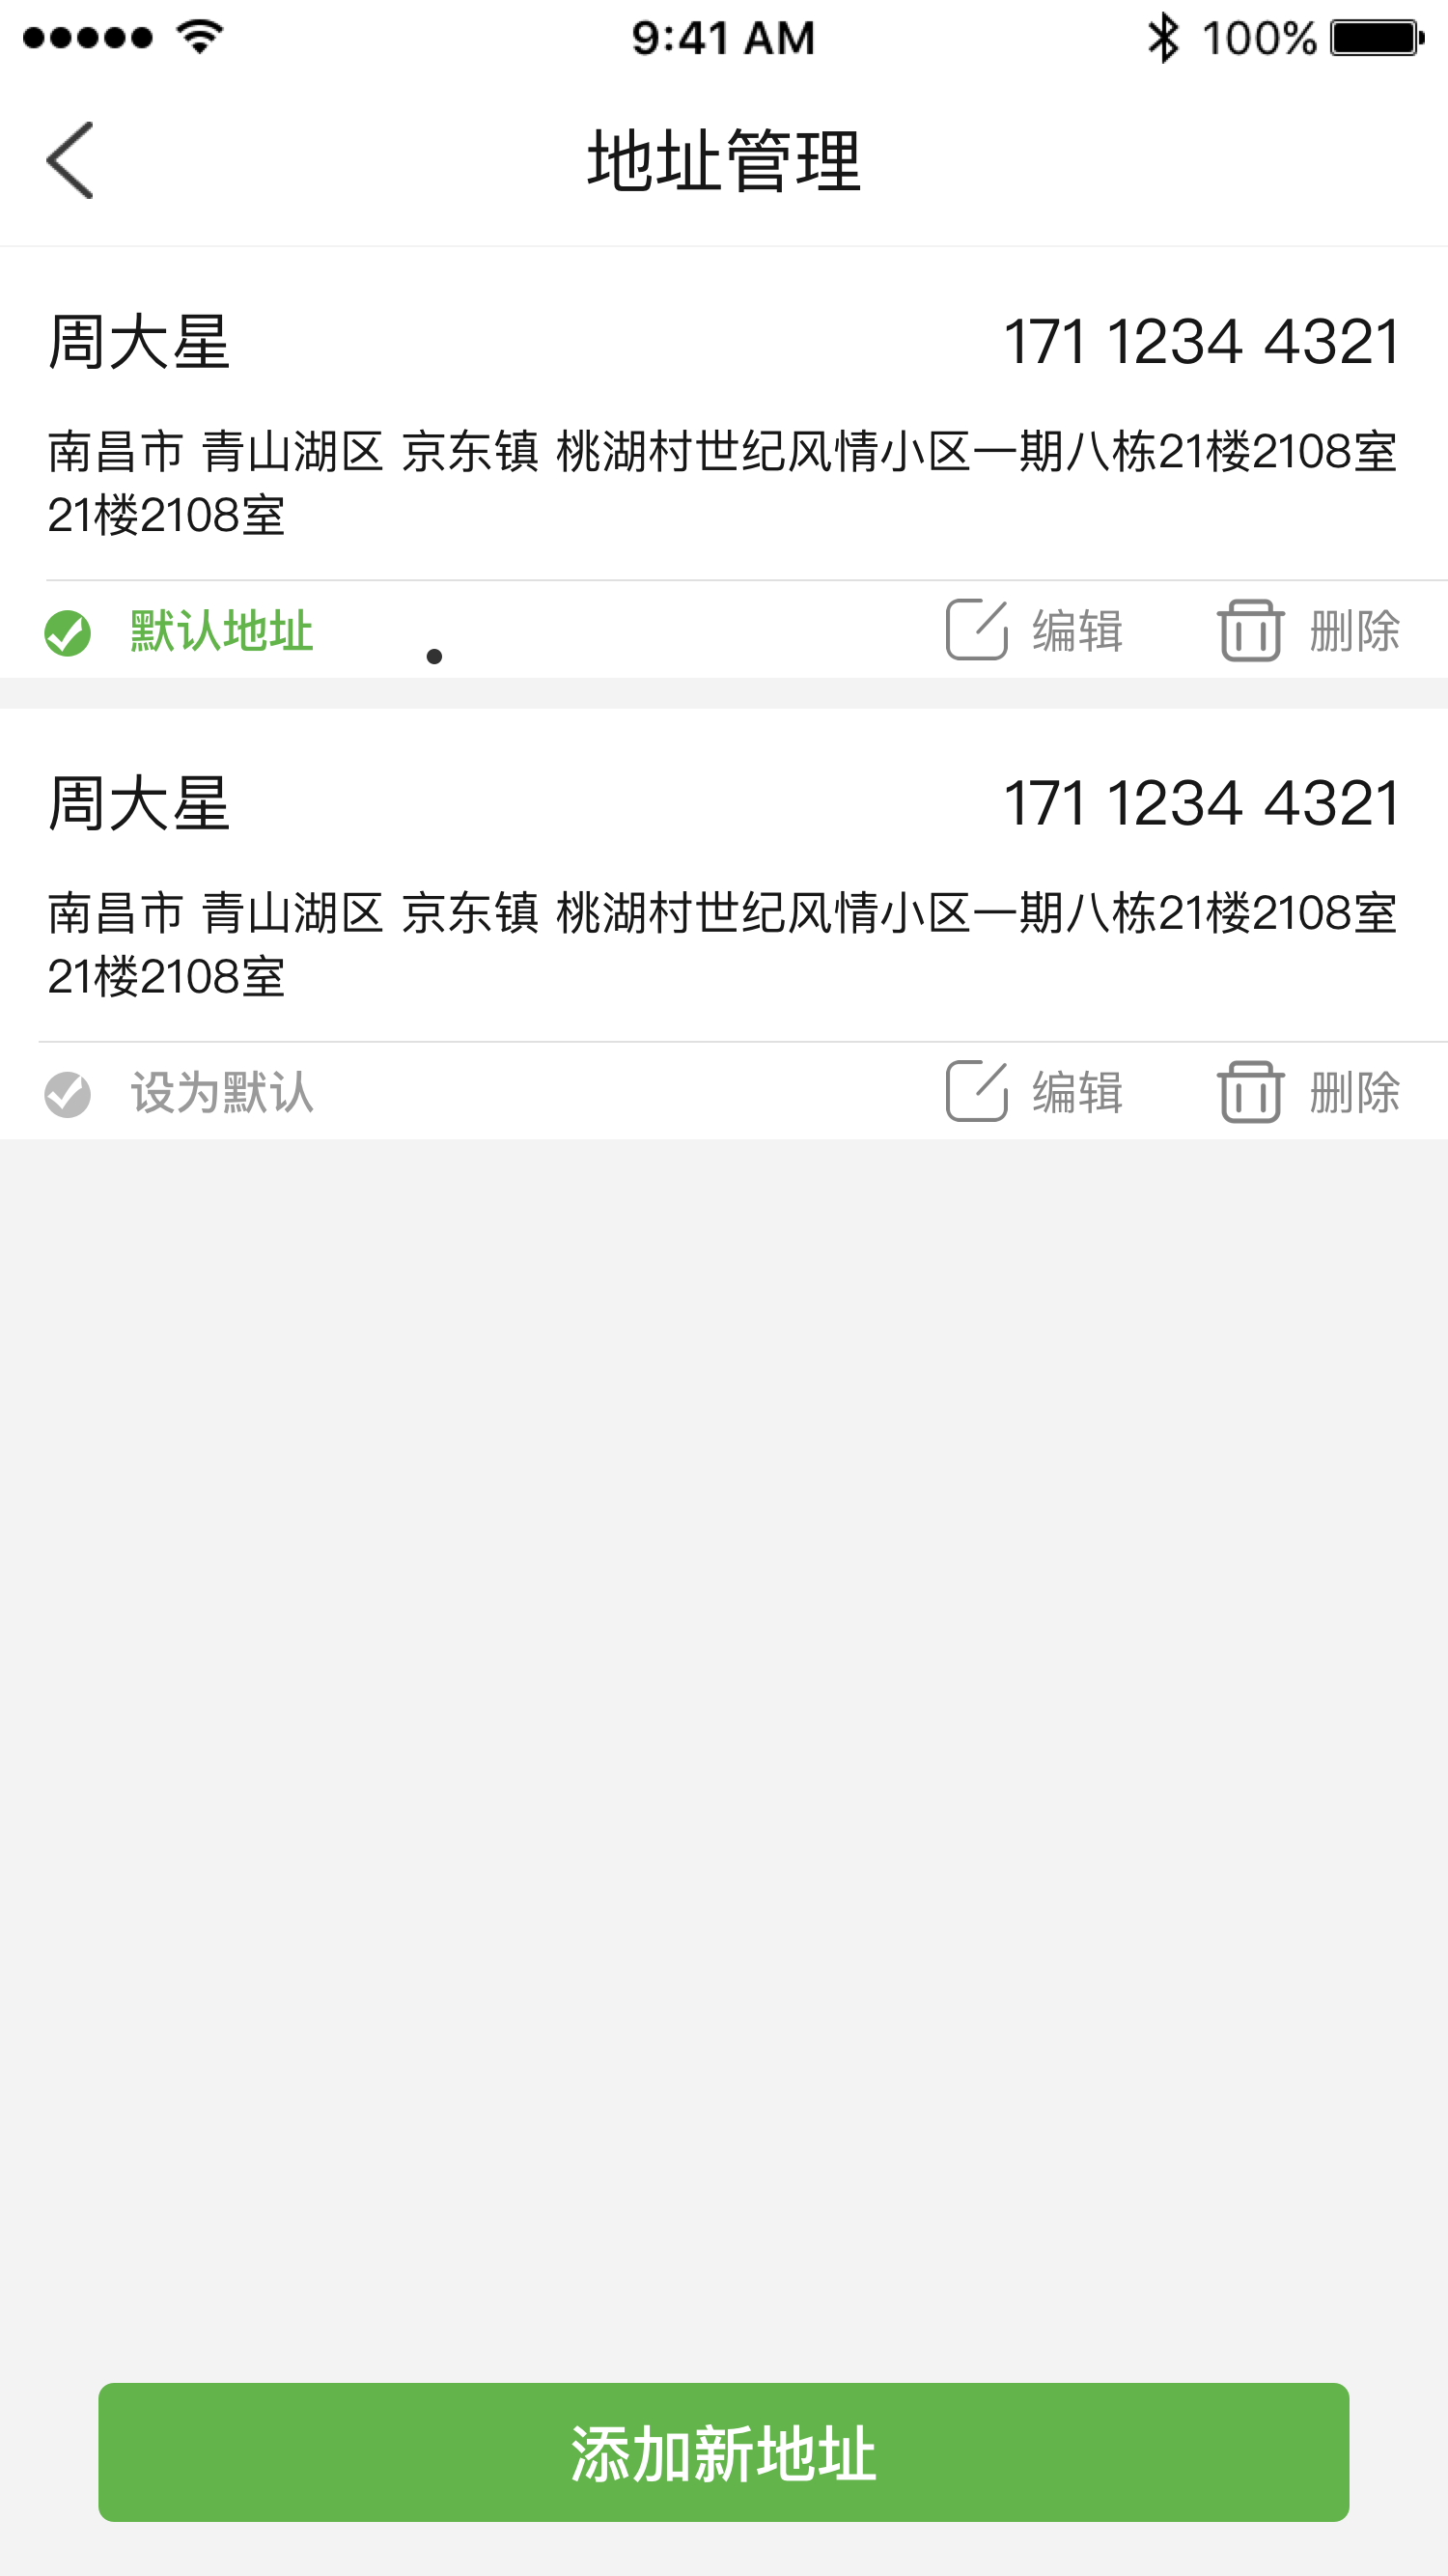 9:41 AM
100%
地址管理
周大星
171 1234 4321
南昌市 青山湖区 京东镇 桃湖村世纪风情小区一期八栋21楼2108室
21楼2108室
默认地址
编辑
删除
周大星
171 1234 4321
南昌市 青山湖区 京东镇 桃湖村世纪风情小区一期八栋21楼2108室
21楼2108室
设为默认
编辑
删除
添加新地址